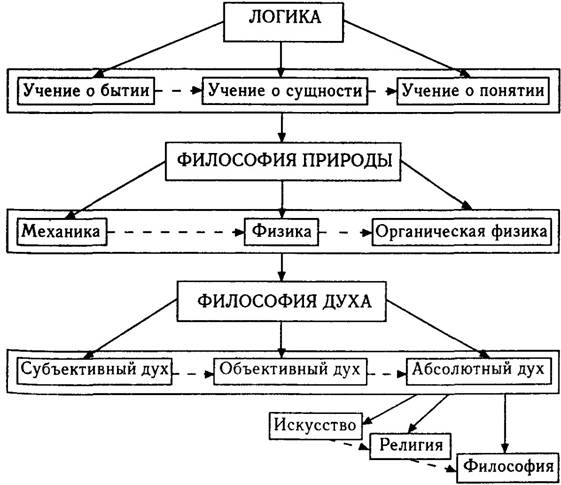 ЛОГИКА
Учение о бытии Учение о сущности Учение о понятии
ФИЛОСОФИЯ ПРИРОДЫ
Механика Физика Органическая физика
ФИЛОСОФИЯ ДУХА
Субъективный дух Объективный дух Абсолютный дух
Искусство
Религия
Философия